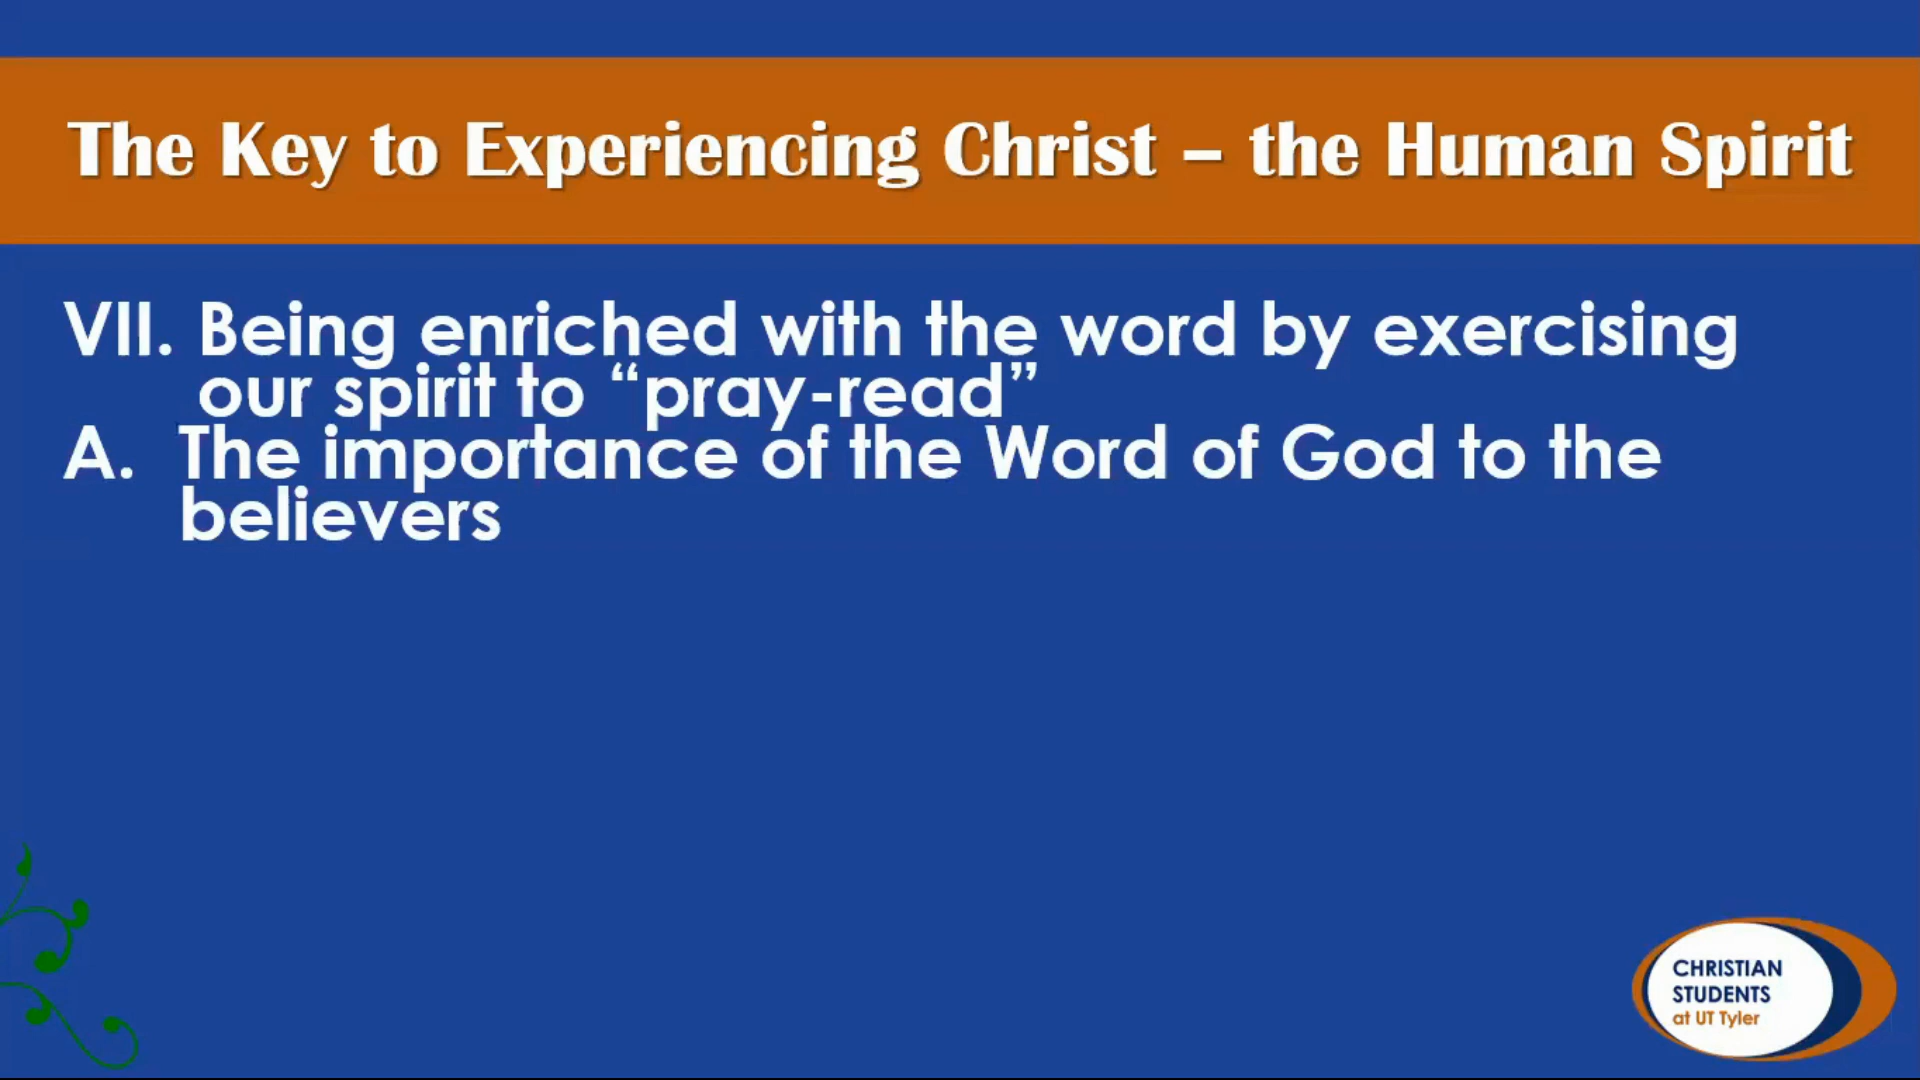 The Key to Experiencing Christ – the Human Spirit
VII. Being enriched with the word by exercising
our spirit to “pray-read”
A. The importance of the Word of God to the
believers
CHRISTIAN
STUDENTS
at UT Tyler